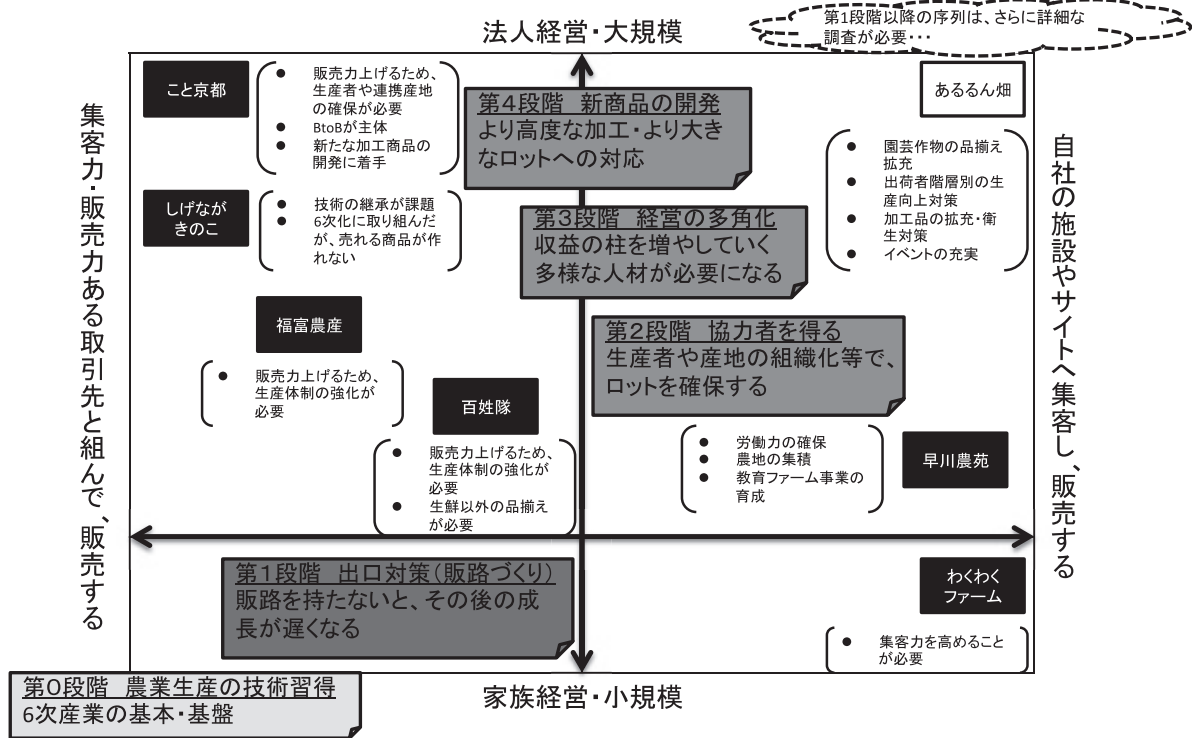 第1段階以降の序列は、さらに詳細な
調査が必要･･･
法人経営・大規模
集客力・販売力ある取引先と組んで、販売する
こと京都
● 販売力上げるため、
生産者や連携産地
の確保が必要
● BtoBが主体
● 新たな加工商品の
開発に着手
しげなが
きのこ
● 技術の継承が課題
● 6次化に取り組んだ
が、売れる商品が作
れない
福富農産
● 販売力上げるため、
生産体制の強化が
必要
百姓隊
● 販売力上げるため、
生産体制の強化が
必要
● 生鮮以外の品揃え
が必要
第4段階 新商品の開発
より高度な加工・より大き
なロットへの対応
第3段階 経営の多角化
収益の柱を増やしていく
多様な人材が必要になる
第2段階 協力者を得る
生産者や産地の組織化等で、
ロットを確保する
あるるん畑
● 園芸作物の品揃え
拡充
● 出荷者階層別の生
産向上対策
● 加工品の拡充・衛
生対策
● イベントの充実
早川農苑
● 労働力の確保
● 農地の集積
● 教育ファーム事業の
育成
自社の施設やサイトへ集客し、販売する
第1段階 出口対策(販路づくり)
販路を持たないと、その後の成
長が遅くなる
わくわく
ファーム
● 集客力を高めること
が必要
第0段階 農業生産の技術習得
6次産業の基本・基盤
家族経営・小規模